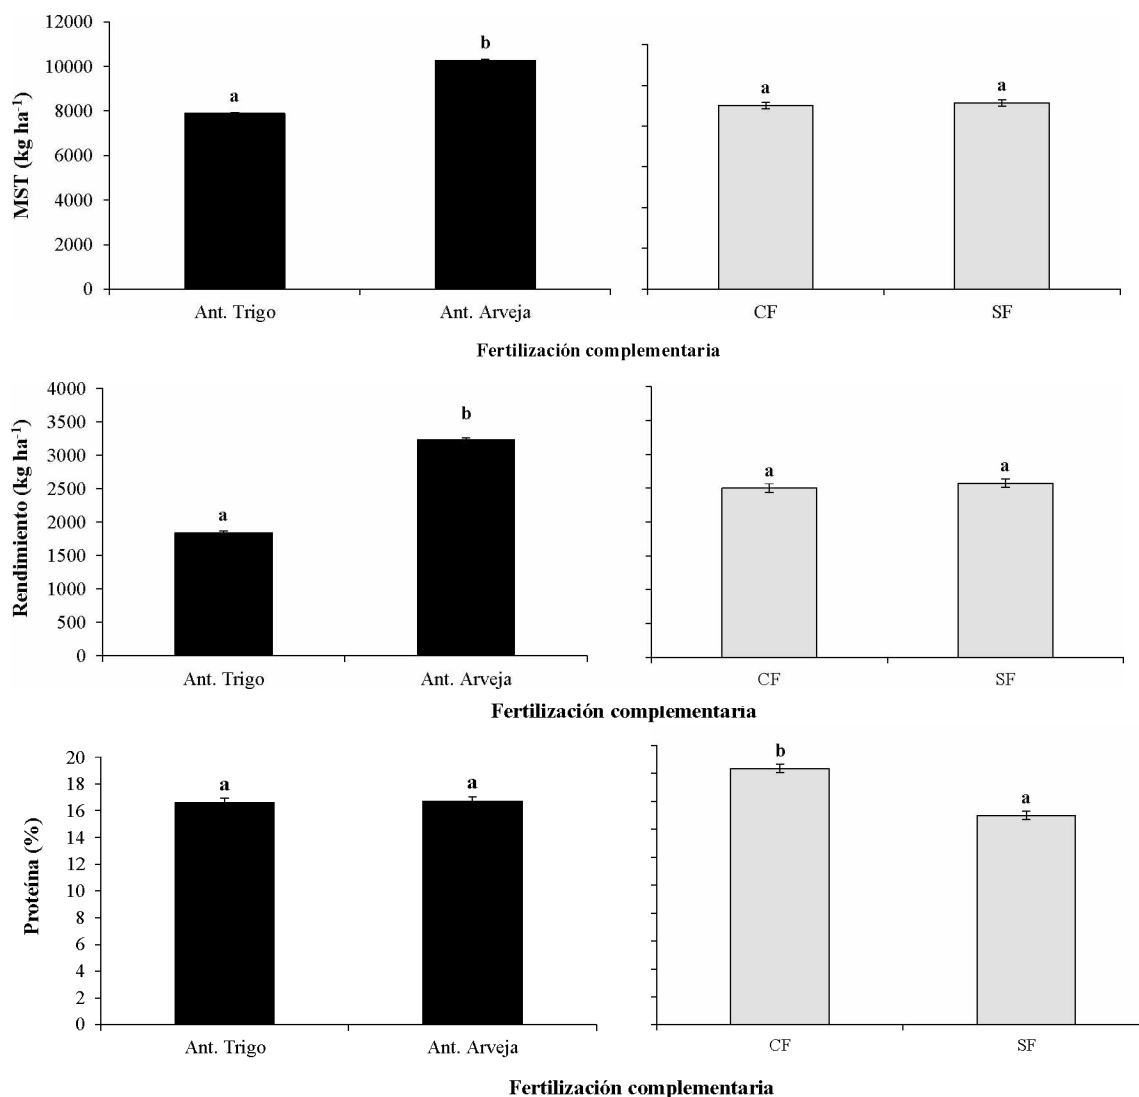 MST (kg ha⁻¹)
12000
10000
8000
6000
4000
2000
0
a
b
Ant. Trigo
Ant. Arveja
a
a
CF
SF
Fertilización complementaria
Rendimiento (kg ha⁻¹)
4000
3500
3000
2500
2000
1500
1000
500
0
a
b
Ant. Trigo
Ant. Arveja
a
a
CF
SF
Fertilización complementaria
Proteína (%)
20
18
16
14
12
10
8
6
4
2
0
a
a
Ant. Trigo
Ant. Arveja
b
a
CF
SF
Fertilización complementaria